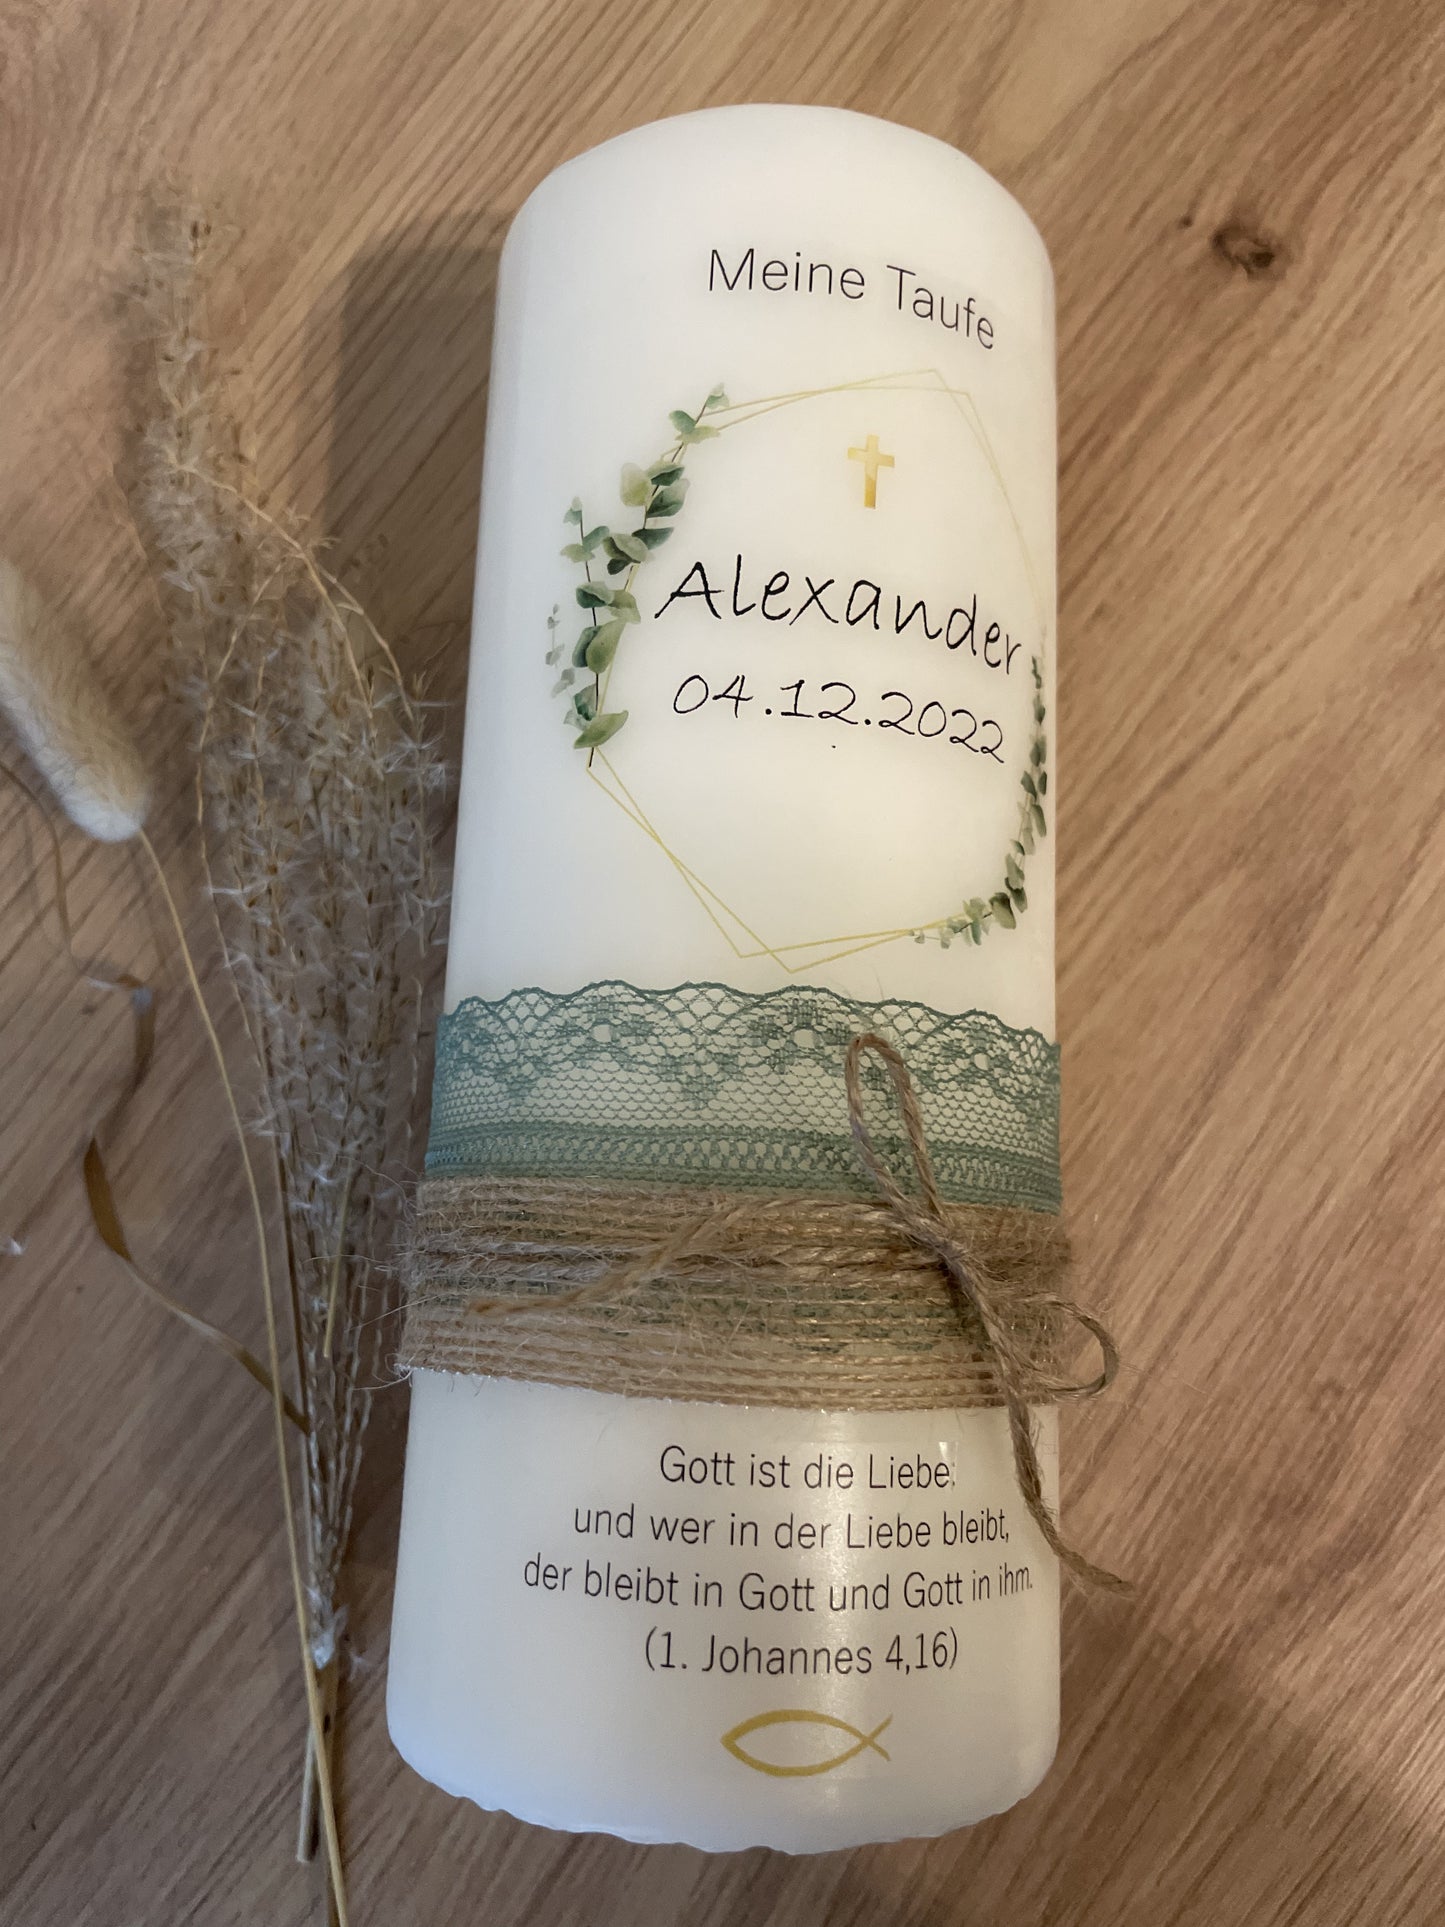 Meine Taufe
Alexander
04.12.2022
Gott ist die Liebe;
und wer in der Liebe bleibt,
der bleibt in Gott und Gott in ihm.
(1. Johannes 4,16)